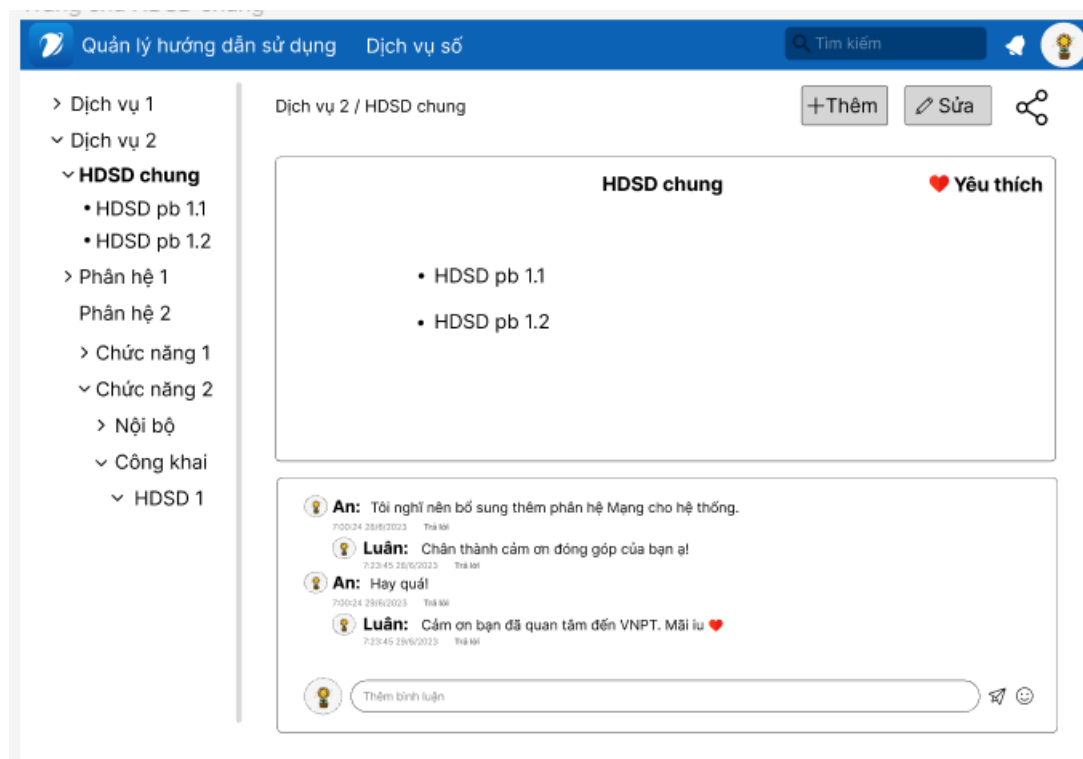 Quản lý hướng dẫn sử dụng Dịch vụ số Tìm kiếm
Dịch vụ 1
Dịch vụ 2
HDSD chung
• HDSD pb 1.1
• HDSD pb 1.2
Phân hệ 1
Phân hệ 2
Chức năng 1
Chức năng 2
Nội bộ
Công khai
HDSD 1
Dịch vụ 2 / HDSD chung
+Thêm Sửa
HDSD chung
Yêu thích
• HDSD pb 1.1
• HDSD pb 1.2
An: Tôi nghĩ nên bổ sung thêm phân hệ Mạng cho hệ thống.
7:00:24 28/6/2023 Trả lời
Luân: Chân thành cảm ơn đóng góp của bạn ạ!
7:23:45 28/6/2023 Trả lời
An: Hay quá!
7:00:24 29/6/2023 Trả lời
Luân: Cảm ơn bạn đã quan tâm đến VNPT. Mãi iu ❤
7:23:45 29/6/2023 Trả lời
Thêm bình luận